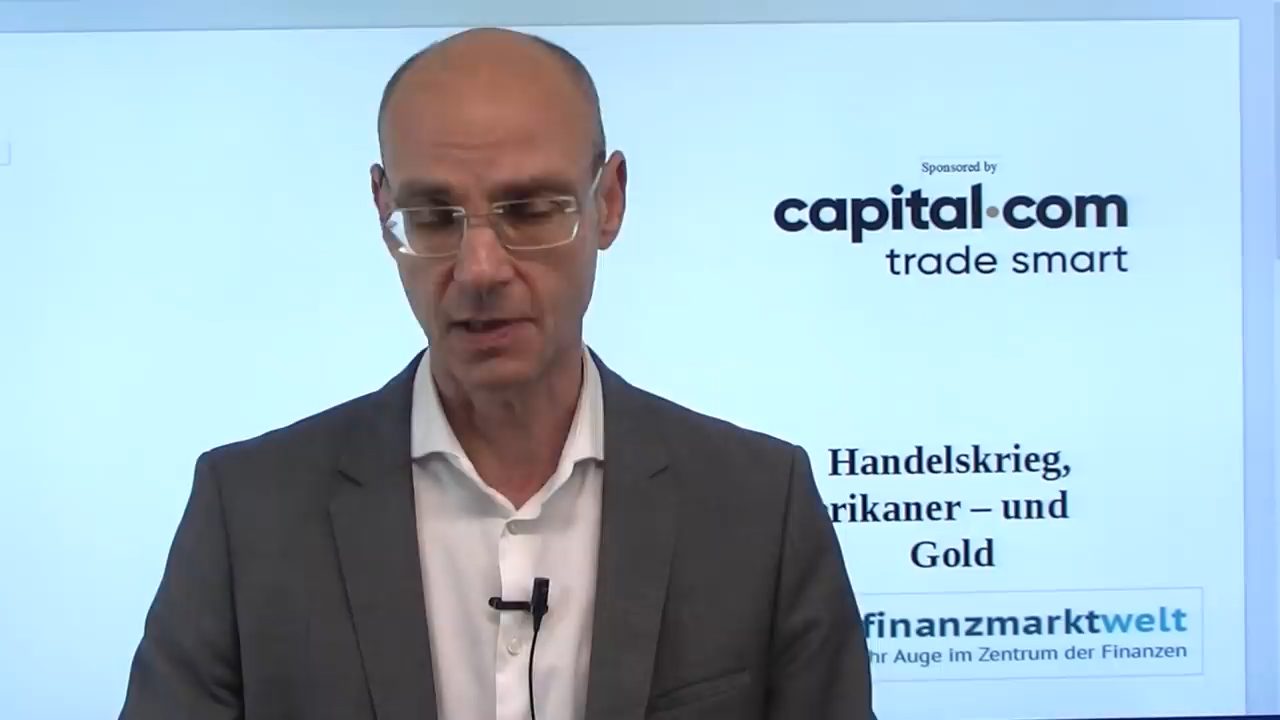 Sponsored by
capital.com
trade smart
Handelskrieg,
rikaner – und
Gold
finanzmarktwelt
hr Auge im Zentrum der Finanzen